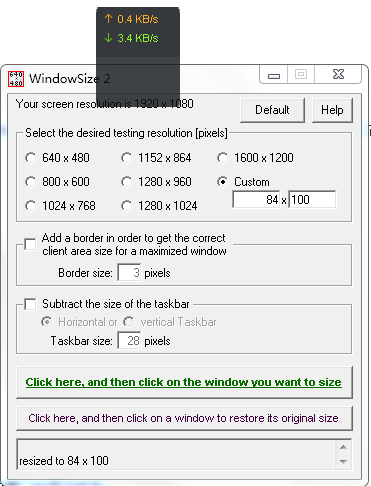 ↑ 0.4 KB/s
↓ 3.4 KB/s
640
480
WindowSize 2
Your screen resolution is 1920 x 1080
Default
Help
Select the desired testing resolution [pixels]
640 x 480
1152 x 864
1600 x 1200
800 x 600
1280 x 960
Custom
84 x 100
1024 x 768
1280 x 1024
Add a border in order to get the correct
client area size for a maximized window
Border size: 3 pixels
Subtract the size of the taskbar
Horizontal or vertical Taskbar
Taskbar size: 28 pixels
Click here, and then click on the window you want to size
Click here, and then click on a window to restore its original size
resized to 84 x 100